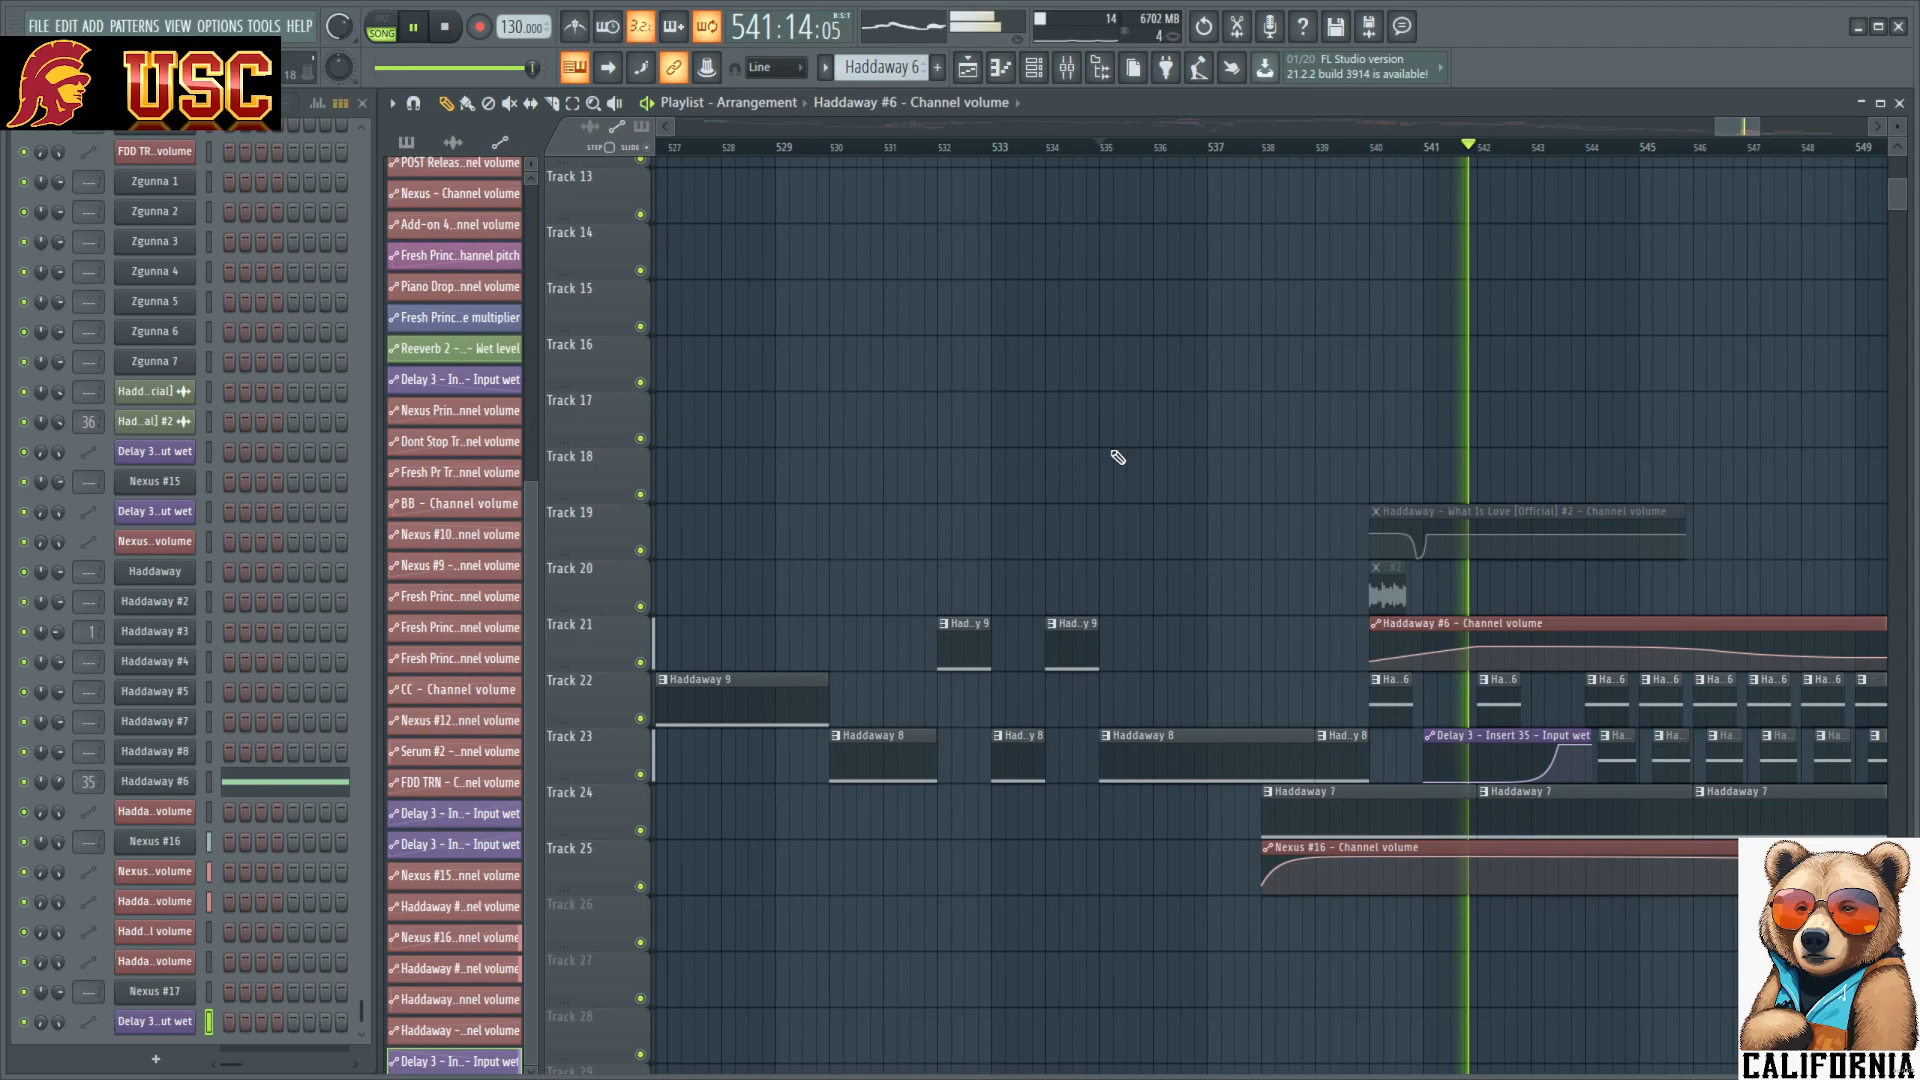 FILE EDIT ADD PATTERNS VIEW OPTIONS TOOLS HELP
PAT
SONG
130.000
3.2.
541:14:05
B:S:T
14
6702 MB
4
USC
18
Line
Haddaway 6
01/20 FL Studio version
21.2.2 build 3914 is available!
Playlist - Arrangement
Haddaway #6 - Channel volume
STEP
SLIDE
527 528 529 530 531 532 533 534 535 536 537 538 539 540 541 542 543 544 545 546 547 548 549
FDD TR..volume
Zgunna 1
Zgunna 2
Zgunna 3
Zgunna 4
Zgunna 5
Zgunna 6
Zgunna 7
Hadd..cial]
36 Had..al] #2
Delay 3..ut wet
Nexus #15
Delay 3..ut wet
Nexus..volume
Haddaway
Haddaway #2
1 Haddaway #3
Haddaway #4
Haddaway #5
Haddaway #7
Haddaway #8
35 Haddaway #6
Hadda..volume
Nexus #16
Nexus..volume
Hadda..volume
Hadd..l volume
Hadda..volume
Nexus #17
Delay 3..ut wet
POST Releas..nel volume
Nexus - Channel volume
Add-on 4..nnel volume
Fresh Princ..hannel pitch
Piano Drop..nnel volume
Fresh Princ..e multiplier
Reeverb 2 -..- Wet level
Delay 3 - In..- Input wet
Nexus Prin..nnel volume
Dont Stop Tr..nel volume
Fresh Pr Tr..nnel volume
BB - Channel volume
Nexus #10..nnel volume
Nexus #9 -..nnel volume
Fresh Princ..nnel volume
Fresh Princ..nnel volume
Fresh Princ..nnel volume
CC - Channel volume
Nexus #12..nnel volume
Serum #2 -..nnel volume
FDD TRN - C..nel volume
Delay 3 - In..- Input wet
Delay 3 - In..- Input wet
Nexus #15..nnel volume
Haddaway #..nel volume
Nexus #16..nnel volume
Haddaway #..nel volume
Haddaway..nnel volume
Haddaway -..nel volume
Delay 3 - In..- Input wet
Track 13
Track 14
Track 15
Track 16
Track 17
Track 18
Track 19
Haddaway - What Is Love [Official] #2 - Channel volume
Track 20
#2
Track 21
Had..y 9 Had..y 9
Haddaway #6 - Channel volume
Track 22
Haddaway 9
Ha..6 Ha..6 Ha..6 Ha..6 Ha..6 Ha..6 Ha..6
Track 23
Haddaway 8 Had..y 8 Haddaway 8 Had..y 8
Delay 3 - Insert 35 - Input wet
Ha.. Ha.. Ha.. Ha.. Ha..
Track 24
Haddaway 7 Haddaway 7 Haddaway 7
Track 25
Nexus #16 - Channel volume
Track 26
Track 27
Track 28
Track 29
CALIFORNIA